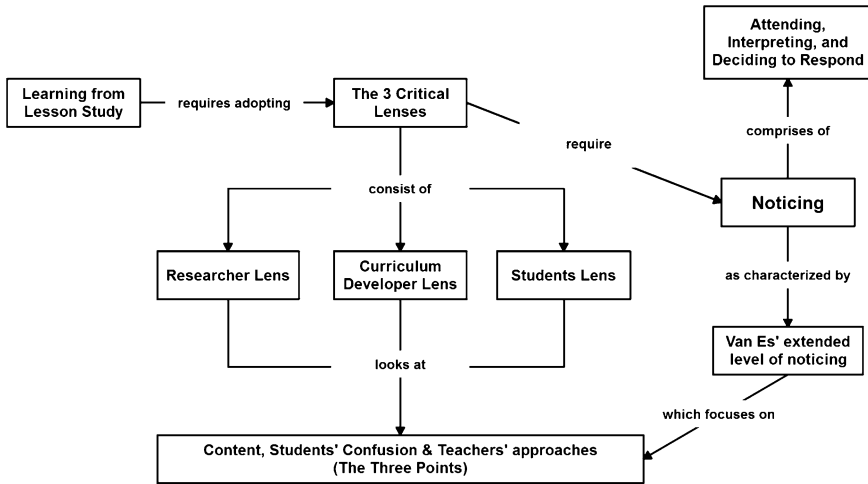 Attending,
Interpreting, and
Deciding to Respond
Learning from
Lesson Study
requires adopting
The 3 Critical
Lenses
comprises of
require
consist of
Noticing
Researcher Lens
Curriculum
Developer Lens
Students Lens
as characterized by
Van Es' extended
level of noticing
looks at
which focuses on
Content, Students' Confusion & Teachers' approaches
(The Three Points)